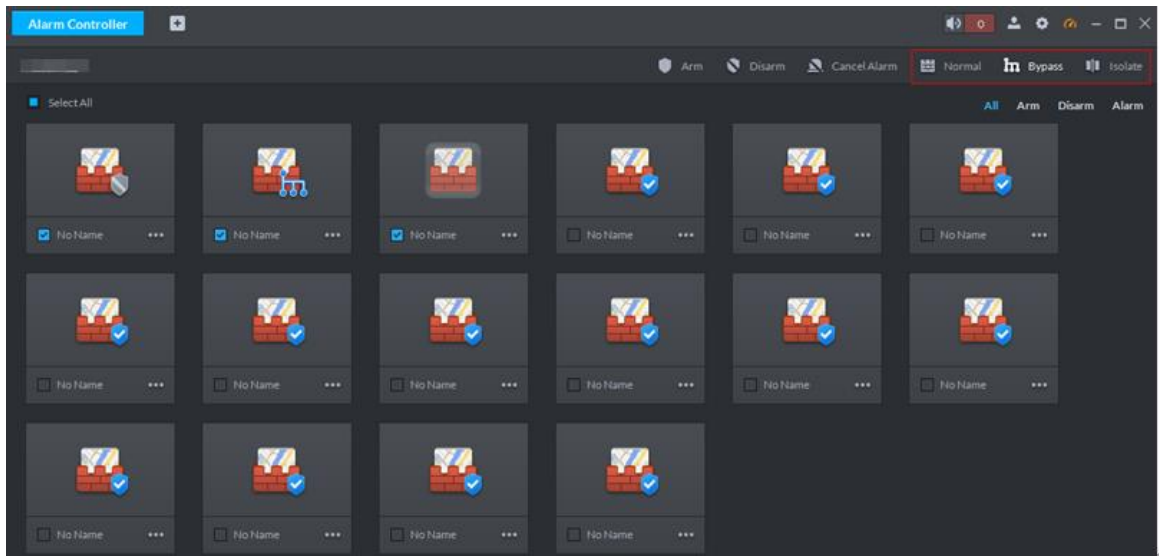 Alarm Controller 0
Arm Disarm Cancel Alarm Normal Bypass Isolate
Select All All Arm Disarm Alarm
No Name No Name No Name No Name No Name No Name
No Name No Name No Name No Name No Name No Name
No Name No Name No Name No Name